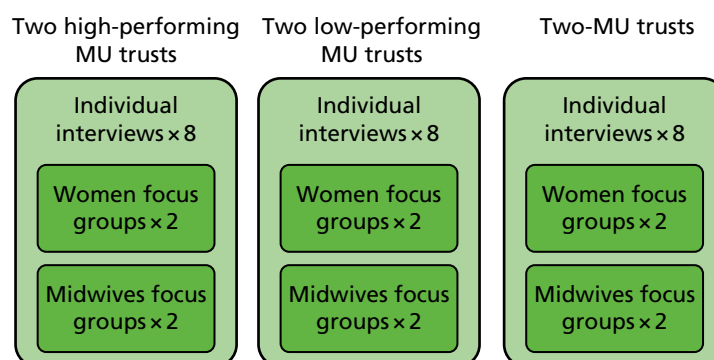 Two high-performing
MU trusts
Individual
interviews × 8
Women focus
groups × 2
Midwives focus
groups × 2
Two low-performing
MU trusts
Individual
interviews × 8
Women focus
groups × 2
Midwives focus
groups × 2
Two-MU trusts
Individual
interviews × 8
Women focus
groups × 2
Midwives focus
groups × 2